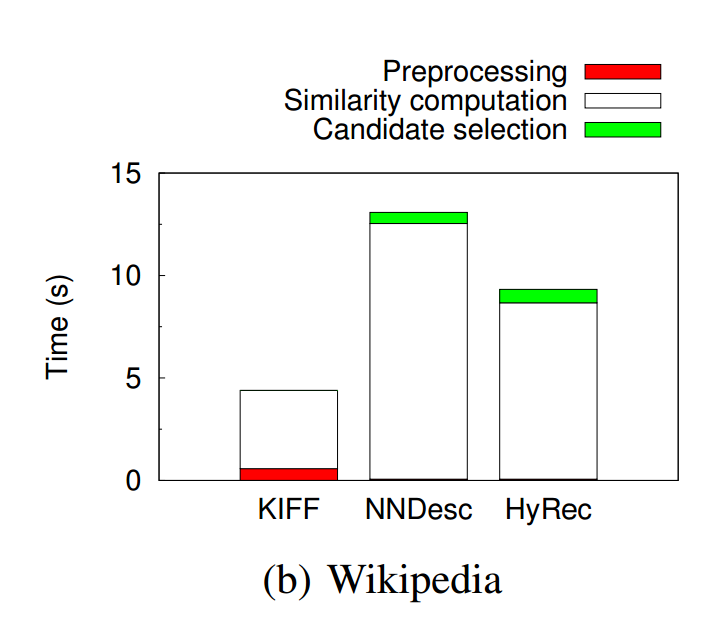 Preprocessing
Similarity computation
Candidate selection
15
10
5
0
Time (s)
KIFF NNDesc HyRec
(b) Wikipedia